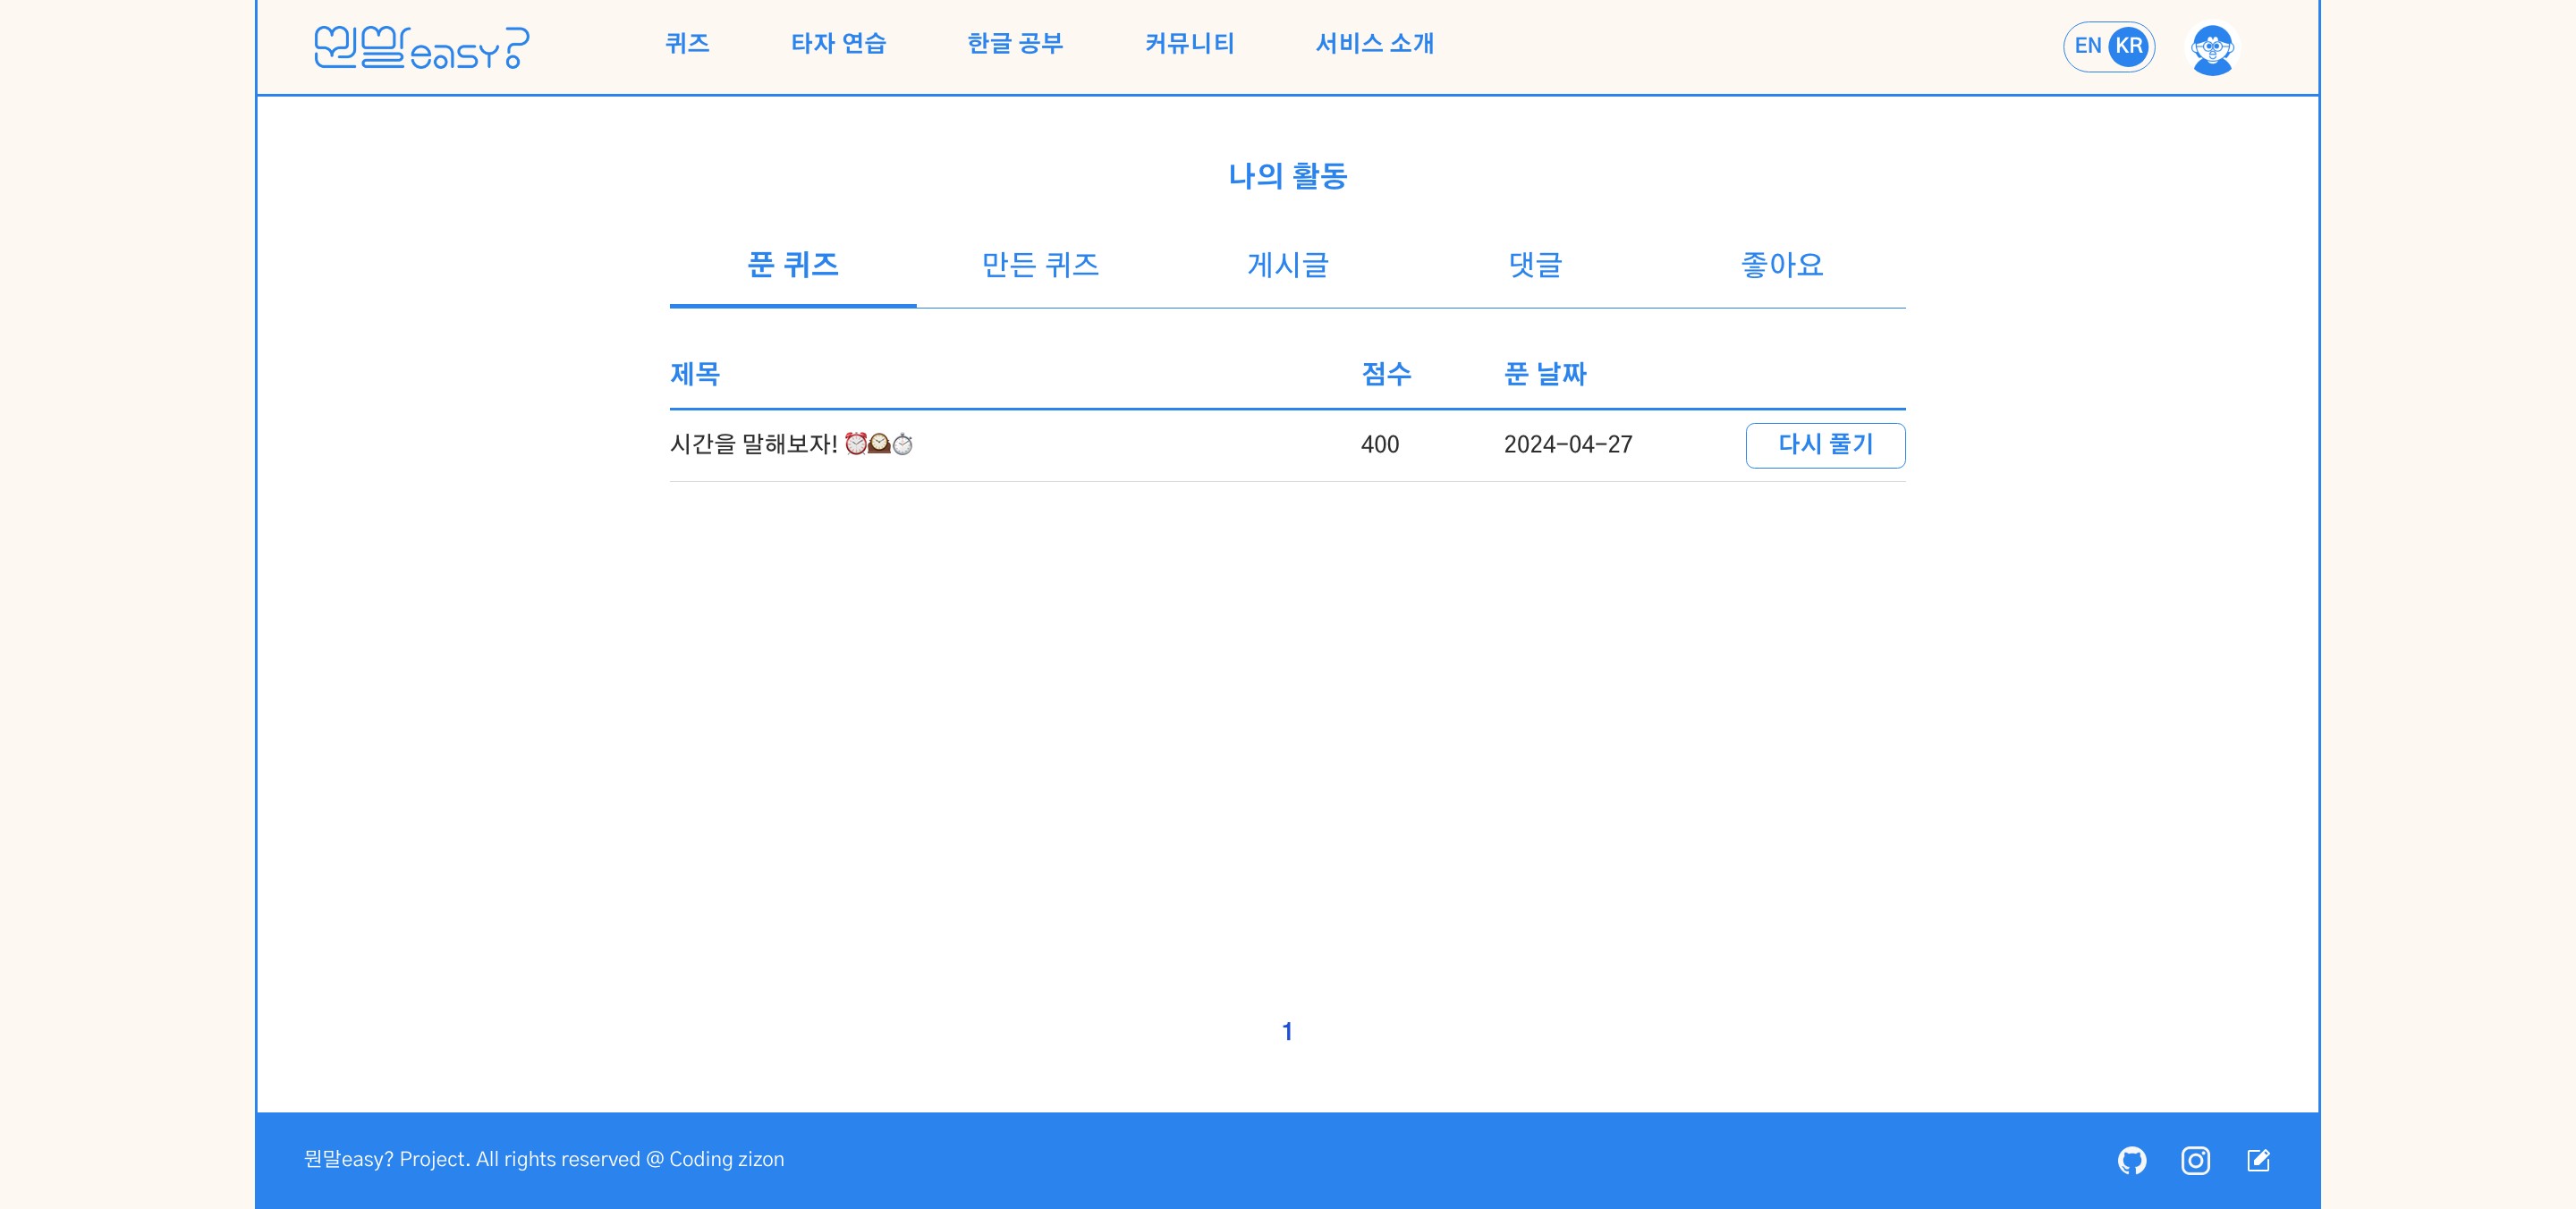 뭔말easy?
퀴즈 타자 연습 한글 공부 커뮤니티 서비스 소개
EN KR
나의 활동
푼 퀴즈 만든 퀴즈 게시글 댓글 좋아요
제목 점수 푼 날짜
시간을 말해보자! ⏰🕰️⏱️ 400 2024-04-27 다시 풀기
1
뭔말easy? Project. All rights reserved @ Coding zizon